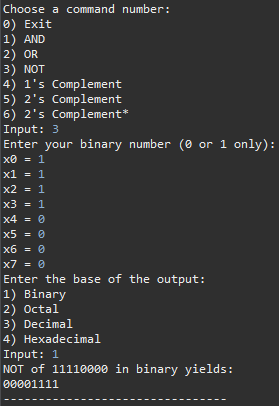 Choose a command number:
0) Exit
1) AND
2) OR
3) NOT
4) 1's Complement
5) 2's Complement
6) 2's Complement*
Input: 3
Enter your binary number (0 or 1 only):
x0 = 1
x1 = 1
x2 = 1
x3 = 1
x4 = 0
x5 = 0
x6 = 0
x7 = 0
Enter the base of the output:
1) Binary
2) Octal
3) Decimal
4) Hexadecimal
Input: 1
NOT of 11110000 in binary yields:
00001111
--------------------------------